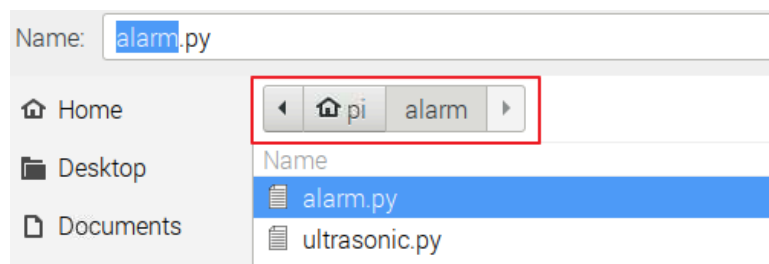 Name: alarm.py
Home
pi alarm
Desktop
Name
alarm.py
Documents
ultrasonic.py